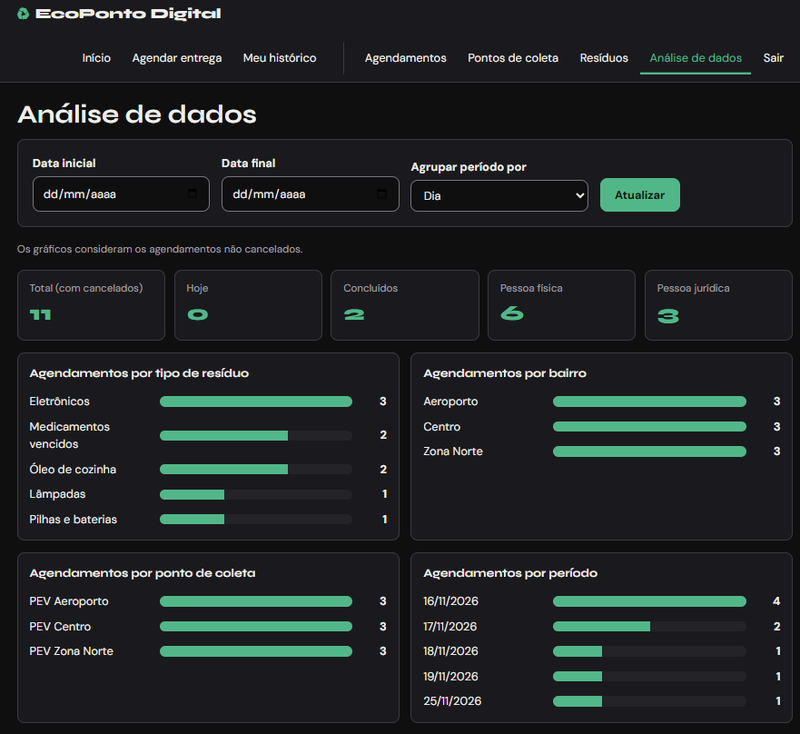 EcoPonto Digital
Início Agendar entrega Meu histórico Agendamentos Pontos de coleta Resíduos Análise de dados Sair
Análise de dados
Data inicial Data final Agrupar período por
dd/mm/aaaa dd/mm/aaaa Dia Atualizar
Os gráficos consideram os agendamentos não cancelados.
Total (com cancelados) Hoje Concluídos Pessoa física Pessoa jurídica
11 0 2 6 3
Agendamentos por tipo de resíduo
Eletrônicos 3
Medicamentos
vencidos 2
Óleo de cozinha 2
Lâmpadas 1
Pilhas e baterias 1
Agendamentos por bairro
Aeroporto 3
Centro 3
Zona Norte 3
Agendamentos por ponto de coleta
PEV Aeroporto 3
PEV Centro 3
PEV Zona Norte 3
Agendamentos por período
16/11/2026 4
17/11/2026 2
18/11/2026 1
19/11/2026 1
25/11/2026 1